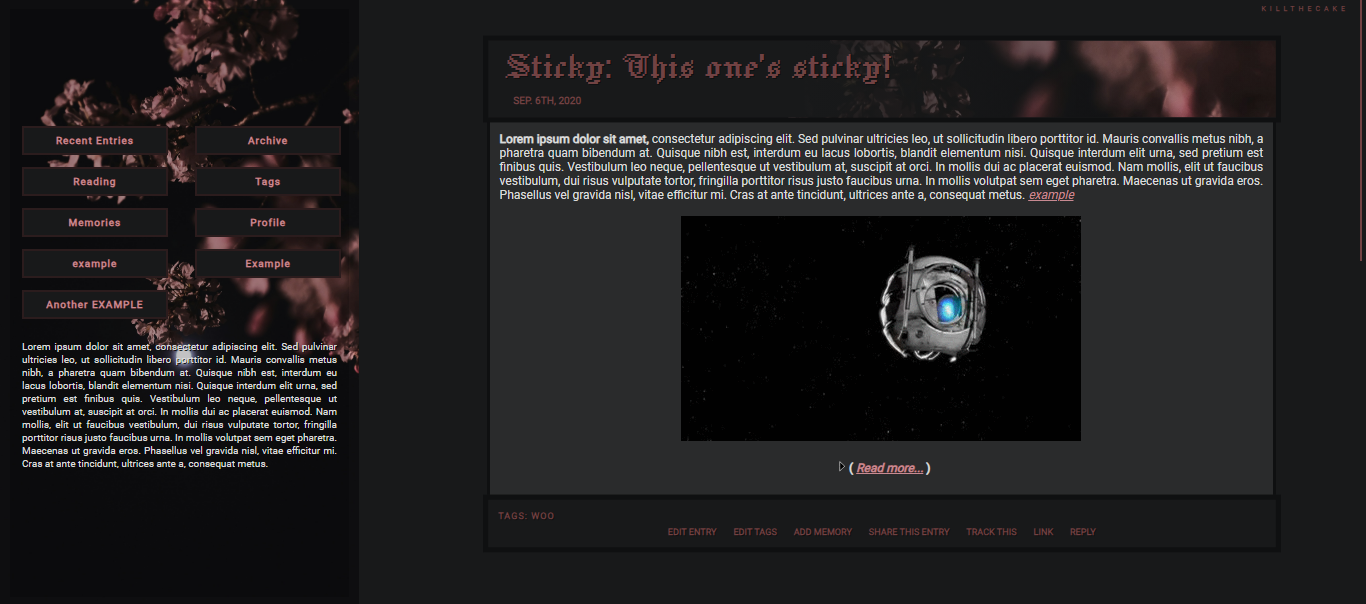 KILLTHECAKE
Recent Entries
Archive
Reading
Tags
Memories
Profile
example
Example
Another EXAMPLE
Lorem ipsum dolor sit amet, consectetur adipiscing elit. Sed pulvinar
ultricies leo, ut sollicitudin libero porttitor id. Mauris convallis metus
nibh, a pharetra quam bibendum at. Quisque nibh est, interdum eu
lacus lobortis, blandit elementum nisi. Quisque interdum elit urna, sed
pretium est finibus quis. Vestibulum leo neque, pellentesque ut
vestibulum at, suscipit at orci. In mollis dui ac placerat euismod. Nam
mollis, elit ut faucibus vestibulum, dui risus vulputate tortor, fringilla
porttitor risus justo faucibus urna. In mollis volutpat sem eget pharetra.
Maecenas ut gravida eros. Phasellus vel gravida nisl, vitae efficitur mi.
Cras at ante tincidunt, ultrices ante a, consequat metus.
Sticky: This one's sticky!
SEP. 6TH, 2020
Lorem ipsum dolor sit amet, consectetur adipiscing elit. Sed pulvinar ultricies leo, ut sollicitudin libero porttitor id. Mauris convallis metus nibh, a
pharetra quam bibendum at. Quisque nibh est, interdum eu lacus lobortis, blandit elementum nisi. Quisque interdum elit urna, sed pretium est
finibus quis. Vestibulum leo neque, pellentesque ut vestibulum at, suscipit at orci. In mollis dui ac placerat euismod. Nam mollis, elit ut faucibus
vestibulum, dui risus vulputate tortor, fringilla porttitor risus justo faucibus urna. In mollis volutpat sem eget pharetra. Maecenas ut gravida eros.
Phasellus vel gravida nisl, vitae efficitur mi. Cras at ante tincidunt, ultrices ante a, consequat metus. example
( Read more... )
TAGS: WOO
EDIT ENTRY EDIT TAGS ADD MEMORY SHARE THIS ENTRY TRACK THIS LINK REPLY